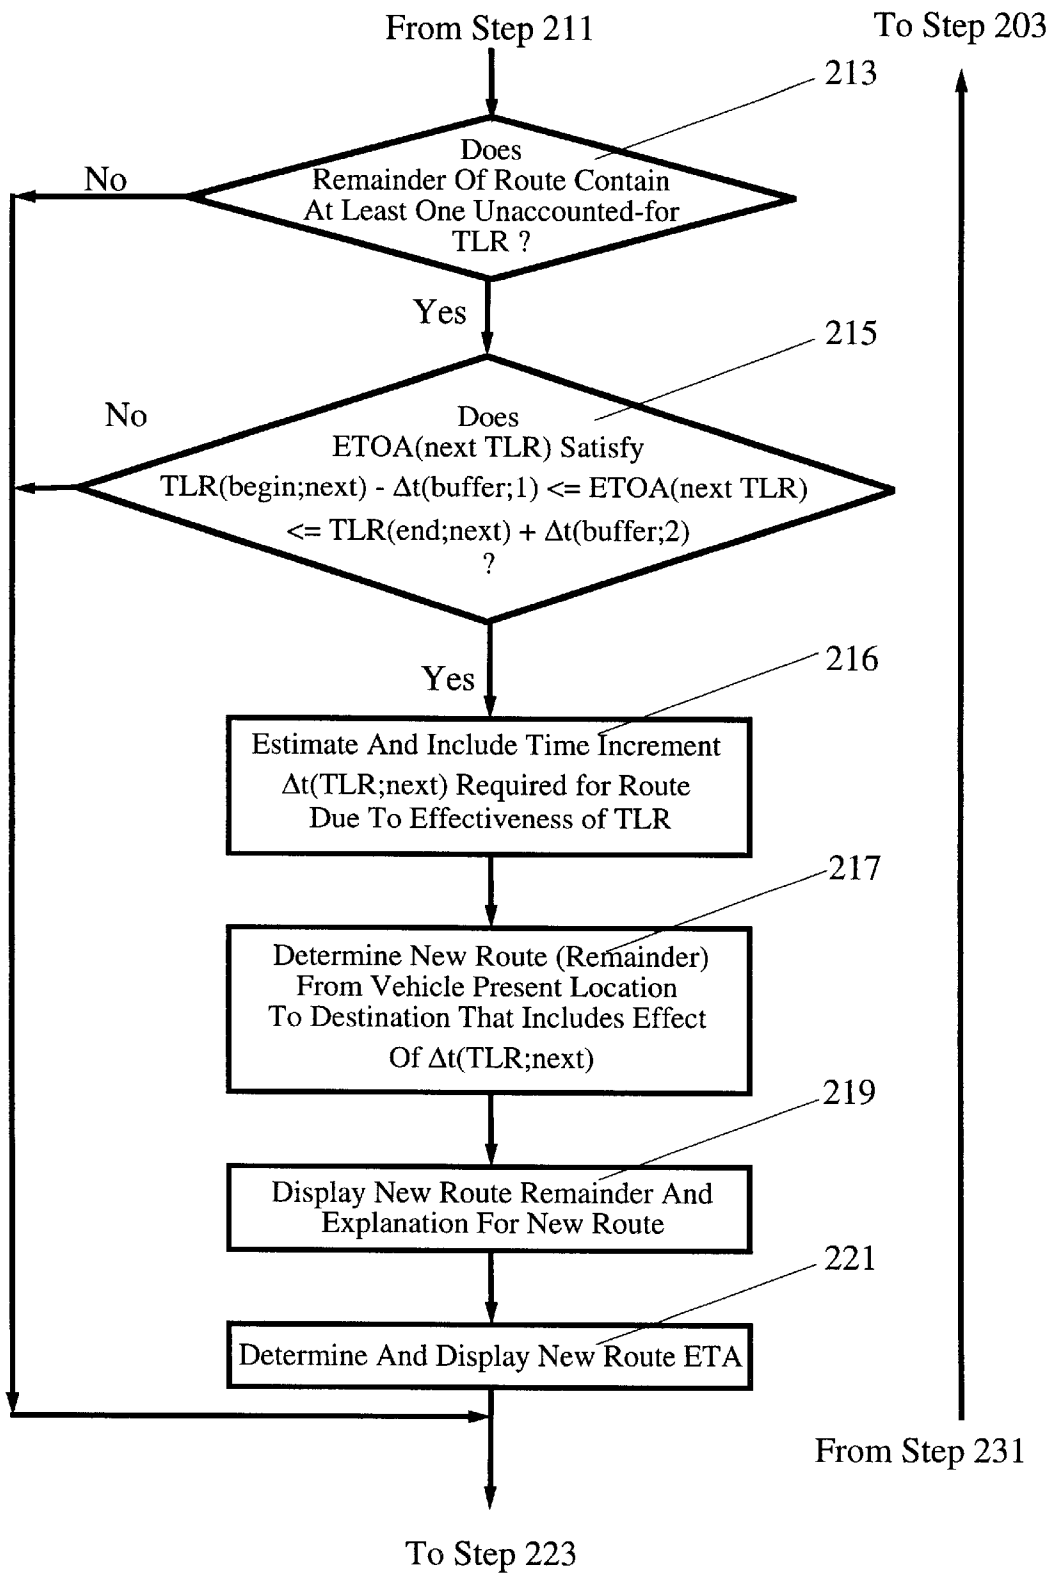 From Step 211
To Step 203
213
Does
Remainder Of Route Contain
At Least One Unaccounted-for
TLR ?
No
Yes
215
No
Does
ETOA(next TLR) Satisfy
TLR(begin;next) - Δt(buffer;1) <= ETOA(next TLR)
<= TLR(end;next) + Δt(buffer;2)
?
Yes
216
Estimate And Include Time Increment
Δt(TLR;next) Required for Route
Due To Effectiveness of TLR
217
Determine New Route (Remainder)
From Vehicle Present Location
To Destination That Includes Effect
Of Δt(TLR;next)
219
Display New Route Remainder And
Explanation For New Route
221
Determine And Display New Route ETA
From Step 231
To Step 223